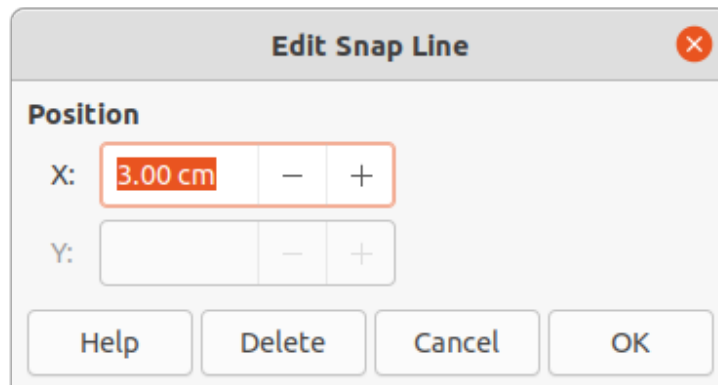 Edit Snap Line
Position
X: 3.00 cm − +
Y: − +
Help Delete Cancel OK